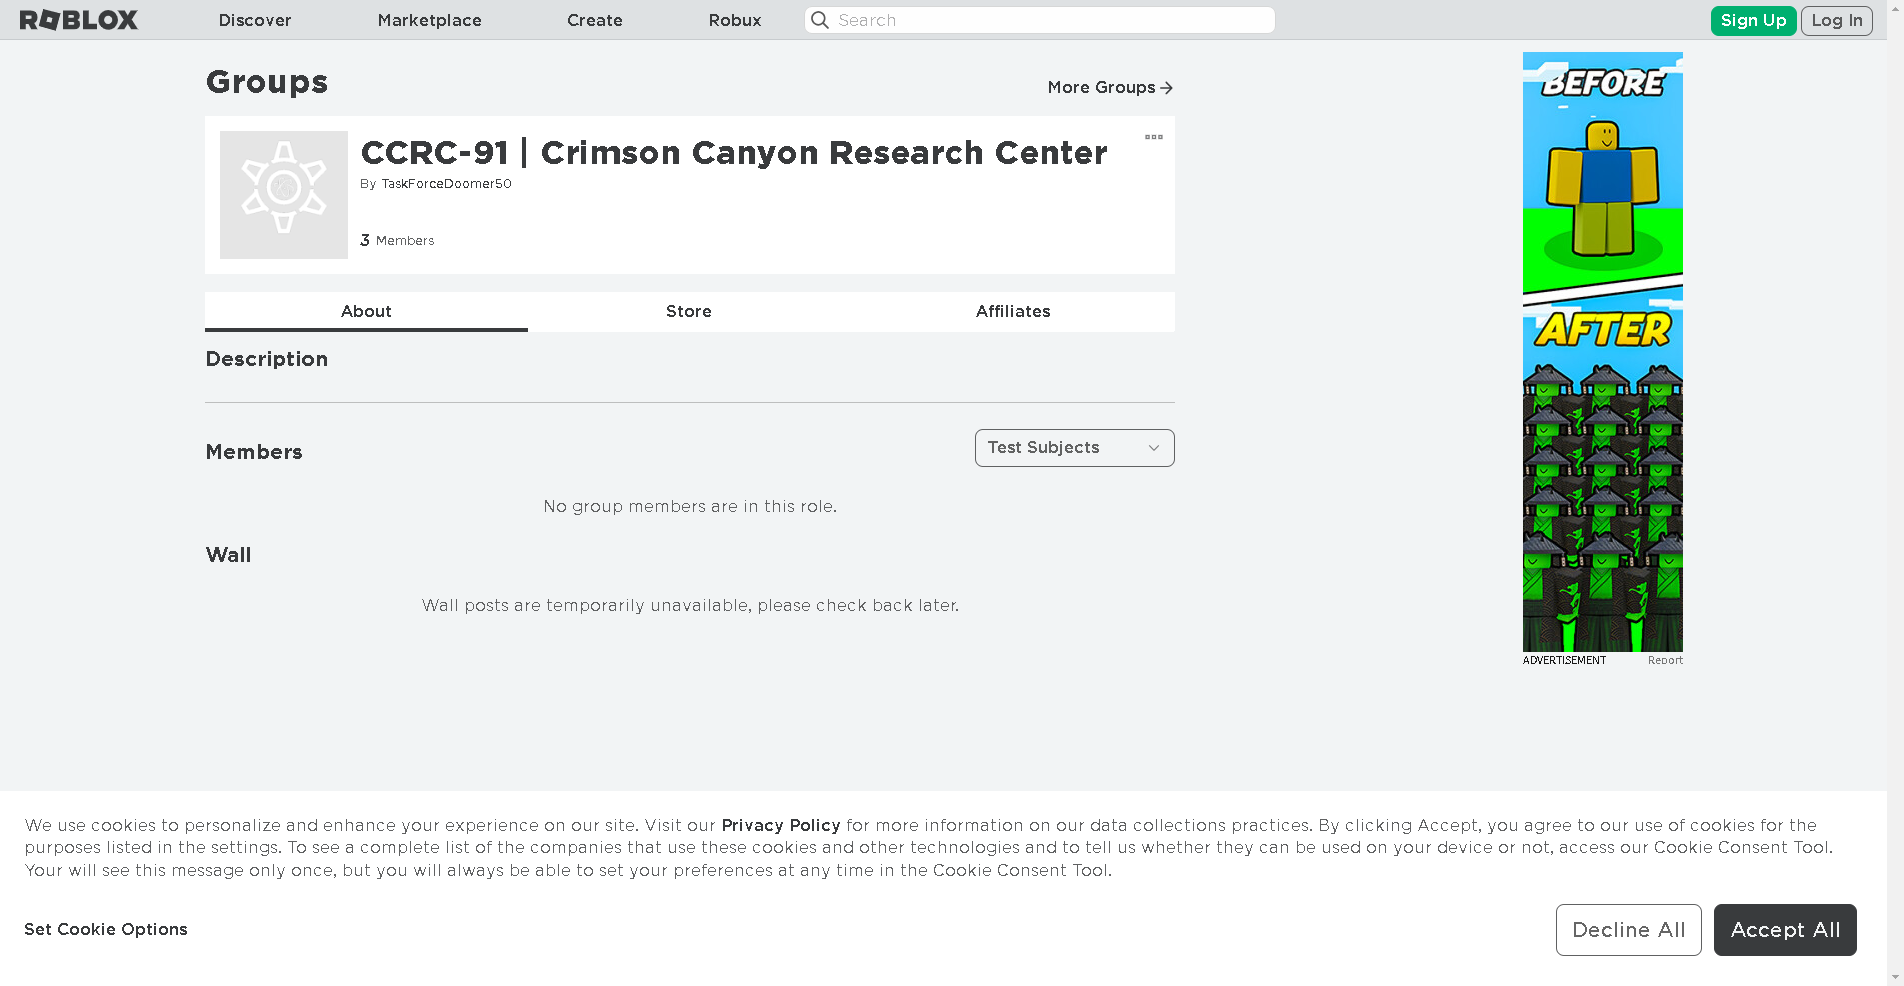 ROBLOX
Discover
Marketplace
Create
Robux
Search
Sign Up
Log In
Groups
More Groups
CCRC-91 | Crimson Canyon Research Center
By TaskForceDoomer50
3 Members
About
Store
Affiliates
Description
Members
Test Subjects
No group members are in this role.
Wall
Wall posts are temporarily unavailable, please check back later.
BEFORE
AFTER
ADVERTISEMENT
Report
We use cookies to personalize and enhance your experience on our site. Visit our Privacy Policy for more information on our data collections practices. By clicking Accept, you agree to our use of cookies for the
purposes listed in the settings. To see a complete list of the companies that use these cookies and other technologies and to tell us whether they can be used on your device or not, access our Cookie Consent Tool.
Your will see this message only once, but you will always be able to set your preferences at any time in the Cookie Consent Tool.
Set Cookie Options
Decline All
Accept All